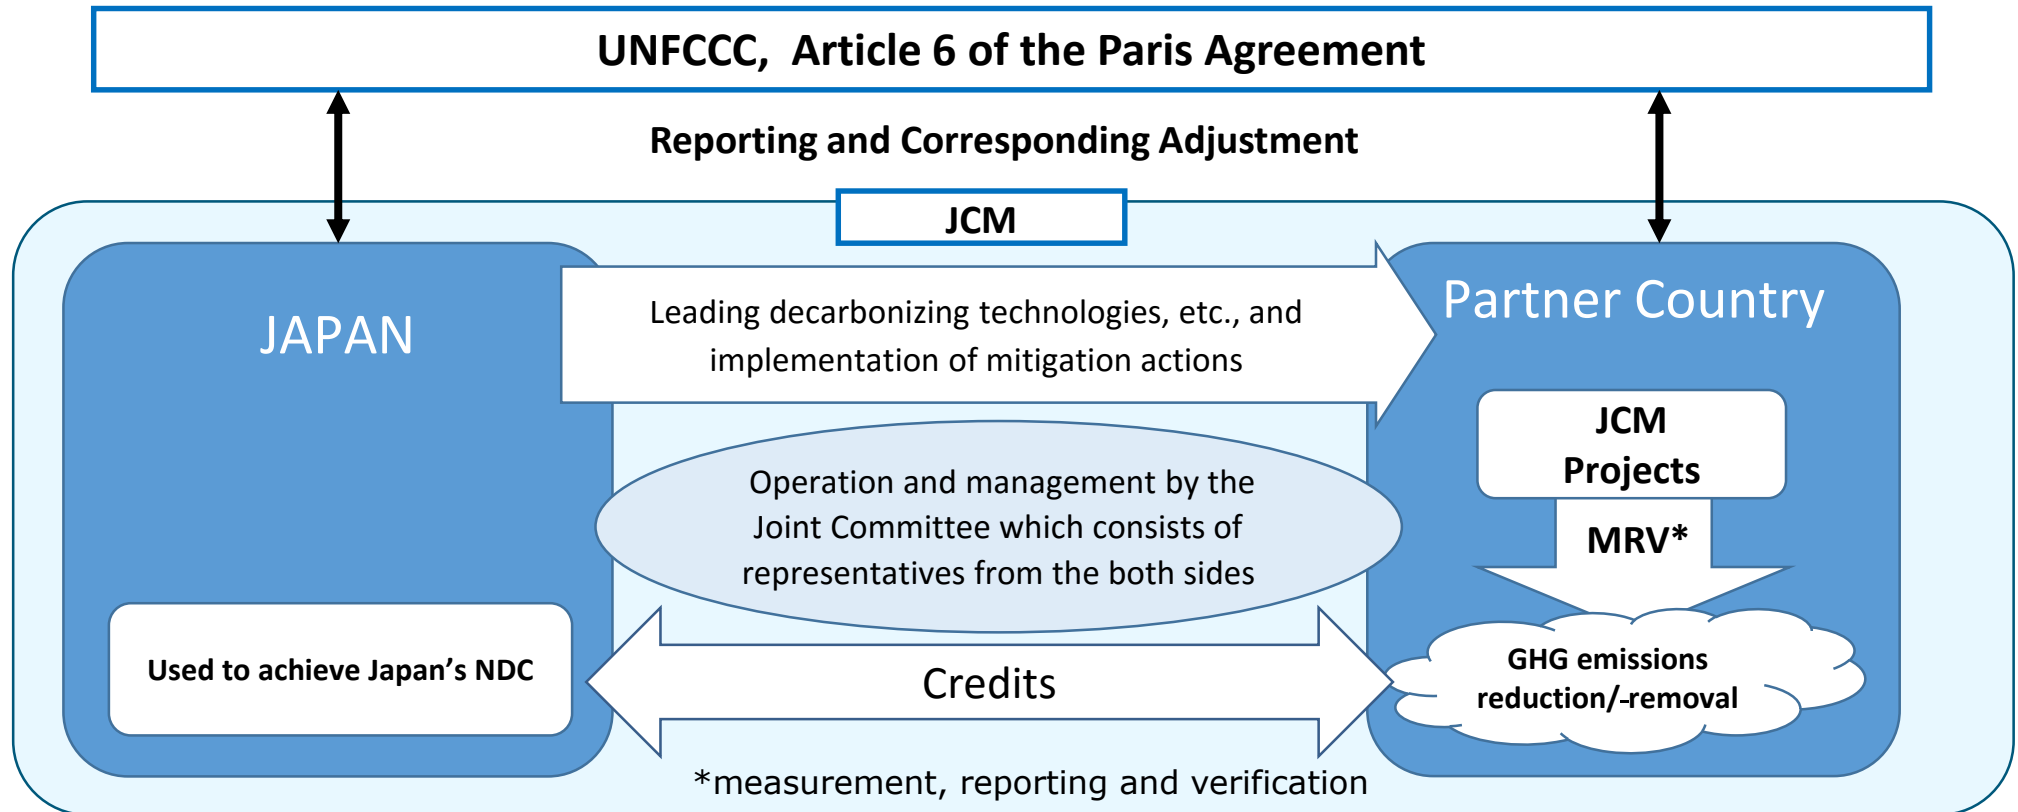 UNFCCC, Article 6 of the Paris Agreement
Reporting and Corresponding Adjustment
JCM
JAPAN
Leading decarbonizing technologies, etc., and
implementation of mitigation actions
Partner Country
JCM
Projects
Operation and management by the
Joint Committee which consists of
representatives from the both sides
MRV*
Used to achieve Japan’s NDC
Credits
GHG emissions
reduction/-removal
*measurement, reporting and verification